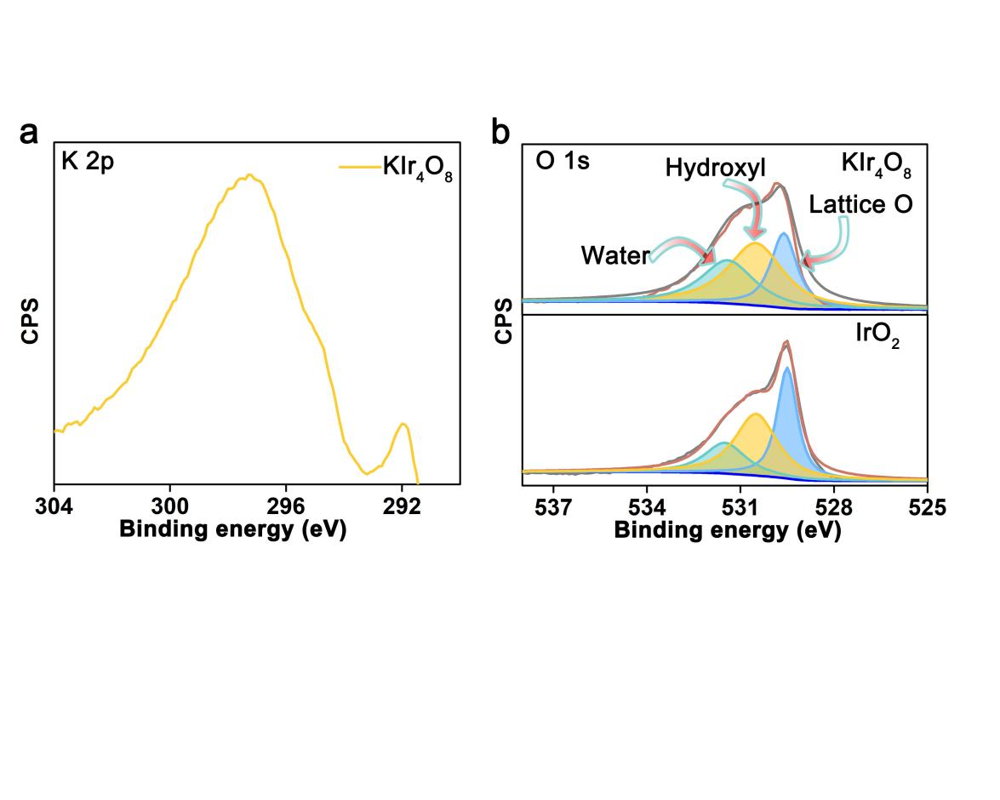 a
K 2p
KIr₄O₈
CPS
304 300 296 292
Binding energy (eV)
b
O 1s
Hydroxyl
KIr₄O₈
Lattice O
Water
IrO₂
CPS
537 534 531 528 525
Binding energy (eV)